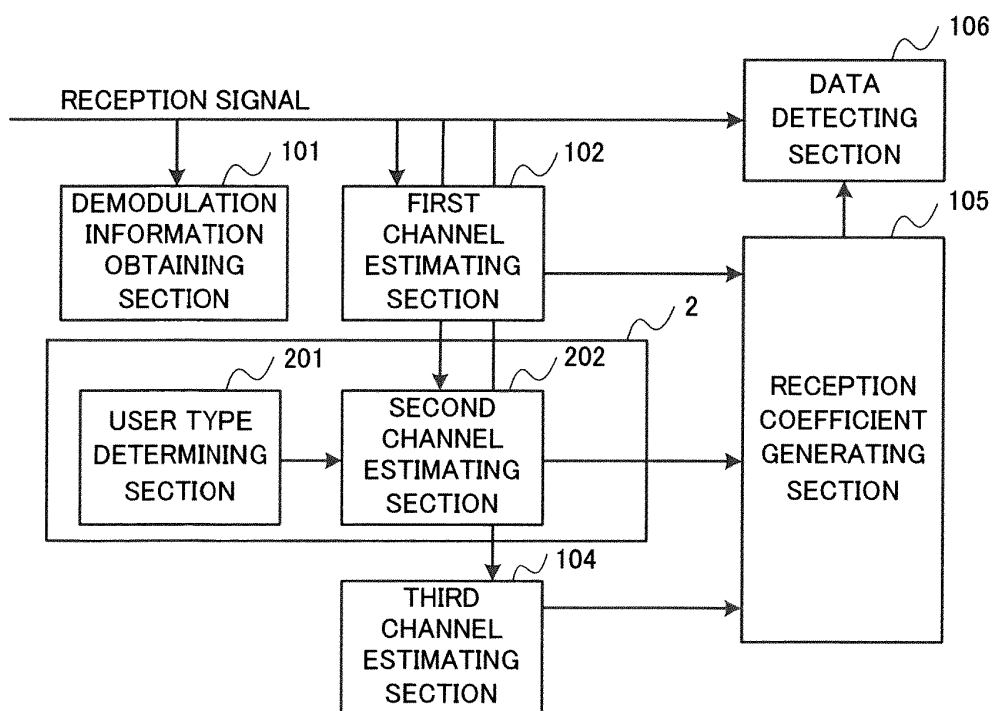 106
RECEPTION SIGNAL
DATA
DETECTING
SECTION
101
102
DEMODULATION
INFORMATION
OBTAINING
SECTION
FIRST
CHANNEL
ESTIMATING
SECTION
105
2
201
202
USER TYPE
DETERMINING
SECTION
SECOND
CHANNEL
ESTIMATING
SECTION
RECEPTION
COEFFICIENT
GENERATING
SECTION
104
THIRD
CHANNEL
ESTIMATING
SECTION